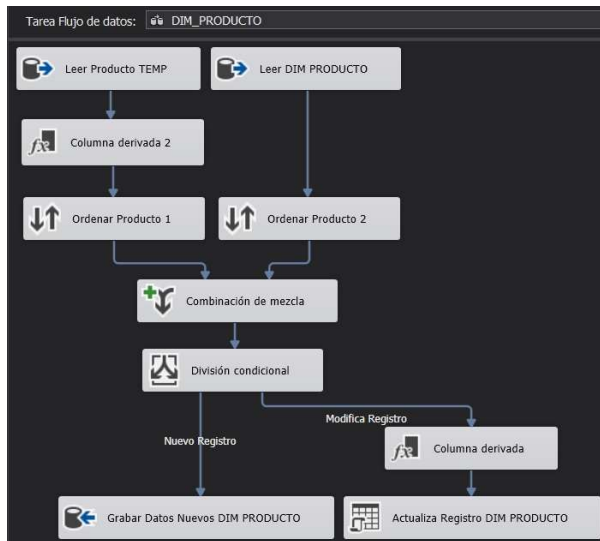 Tarea Flujo de datos: DIM_PRODUCTO
Leer Producto TEMP
Leer DIM PRODUCTO
fx Columna derivada 2
Ordenar Producto 1
Ordenar Producto 2
Combinación de mezcla
División condicional
Modifica Registro
Nuevo Registro
fx Columna derivada
Grabar Datos Nuevos DIM PRODUCTO
Actualiza Registro DIM PRODUCTO